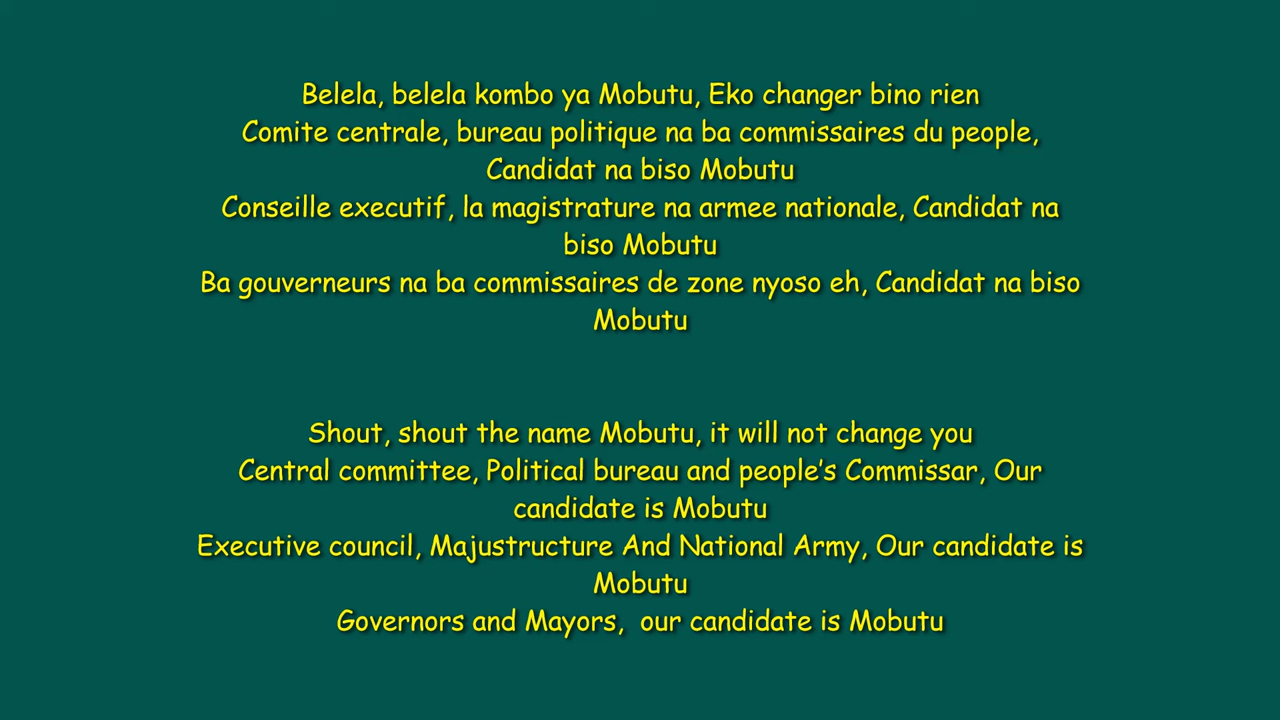 Belela, belela kombo ya Mobutu, Eko changer bino rien
Comite centrale, bureau politique na ba commissaires du people,
Candidat na biso Mobutu
Conseille executif, la magistrature na armee nationale, Candidat na
biso Mobutu
Ba gouverneurs na ba commissaires de zone nyoso eh, Candidat na biso
Mobutu
Shout, shout the name Mobutu, it will not change you
Central committee, Political bureau and people’s Commissar, Our
candidate is Mobutu
Executive council, Majustructure And National Army, Our candidate is
Mobutu
Governors and Mayors,  our candidate is Mobutu